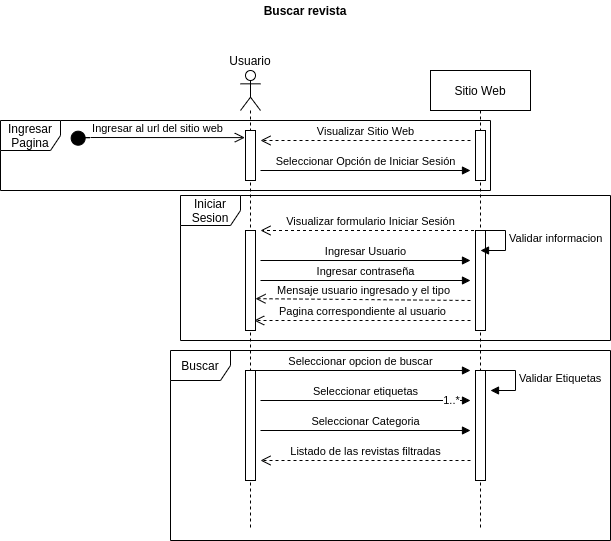 Buscar revista
Usuario
Sitio Web
Ingresar
Pagina
Ingresar al url del sitio web
Visualizar Sitio Web
Seleccionar Opción de Iniciar Sesión
Iniciar
Sesion
Visualizar formulario Iniciar Sesión
Validar informacion
Ingresar Usuario
Ingresar contraseña
Mensaje usuario ingresado y el tipo
Pagina correspondiente al usuario
Buscar
Seleccionar opcion de buscar
Validar Etiquetas
Seleccionar etiquetas
1..*
Seleccionar Categoria
Listado de las revistas filtradas